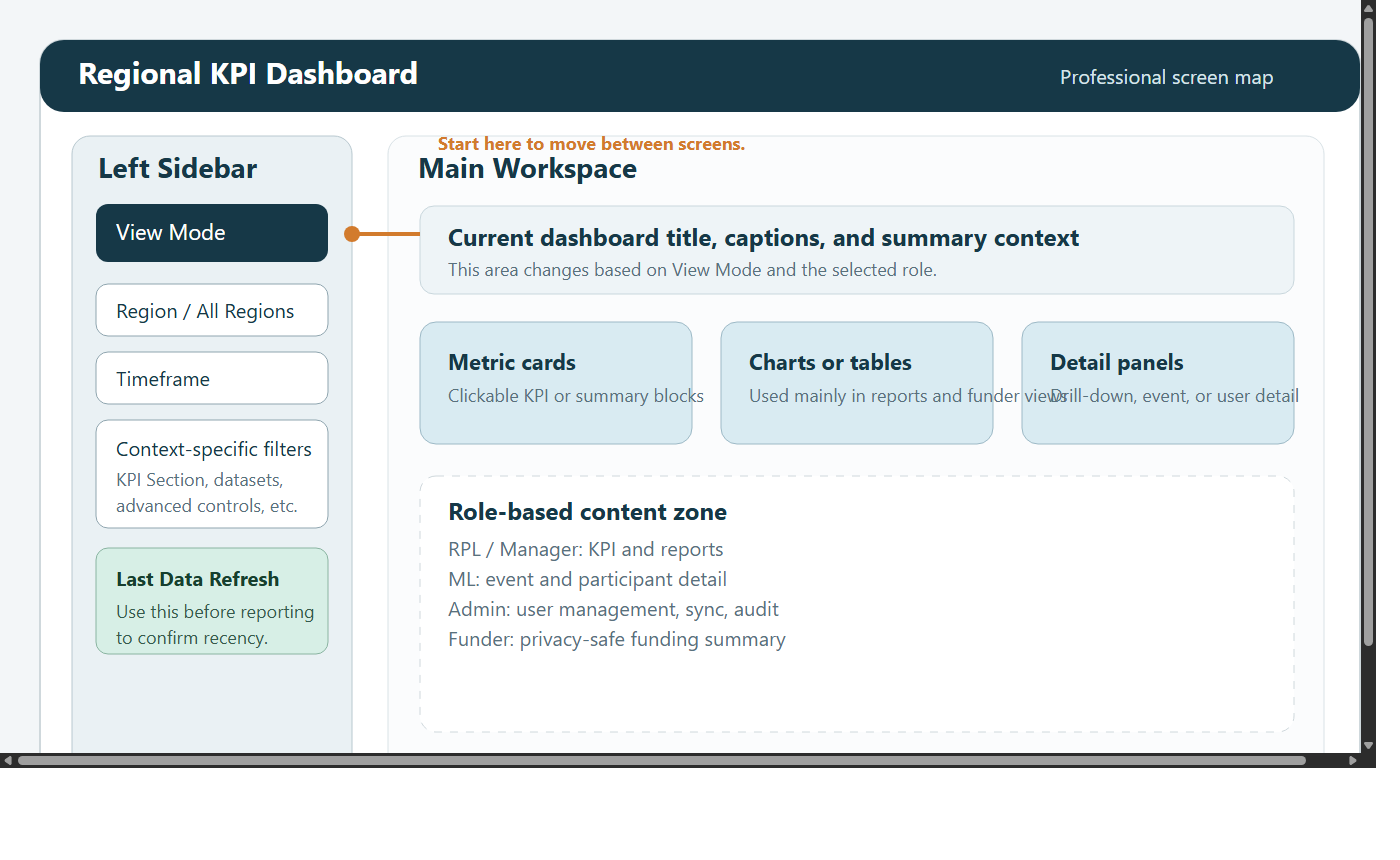 Regional KPI Dashboard
Professional screen map
Left Sidebar
View Mode
Region / All Regions
Timeframe
Context-specific filters
KPI Section, datasets,
advanced controls, etc.
Last Data Refresh
Use this before reporting
to confirm recency.
Start here to move between screens.
Main Workspace
Current dashboard title, captions, and summary context
This area changes based on View Mode and the selected role.
Metric cards
Clickable KPI or summary blocks
Charts or tables
Used mainly in reports and funder views
Detail panels
Drill-down, event, or user detail
Role-based content zone
RPL / Manager: KPI and reports
ML: event and participant detail
Admin: user management, sync, audit
Funder: privacy-safe funding summary